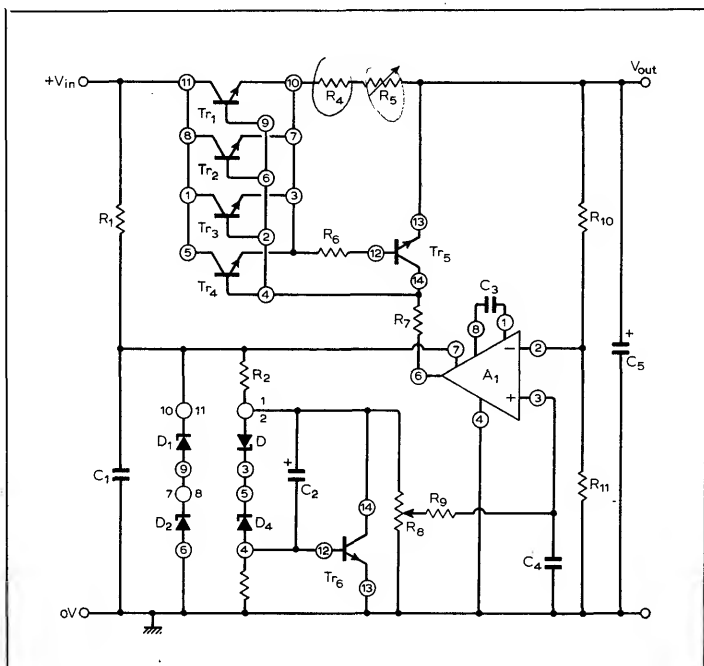 +Vin
11
10
R4
R5
Vout
Tr1
9
8
7
Tr2
6
1
3
R1
Tr3
2
R6
12
13
Tr5
R10
5
Tr4
4
14
C3
8
1
R7
7
6
A1
−
2
+
3
4
+
C5
R2
10
11
1
2
D1
D
+
C2
9
3
7
8
5
14
R9
R8
R11
C1
D2
D4
6
4
12
Tr6
13
C4
0V